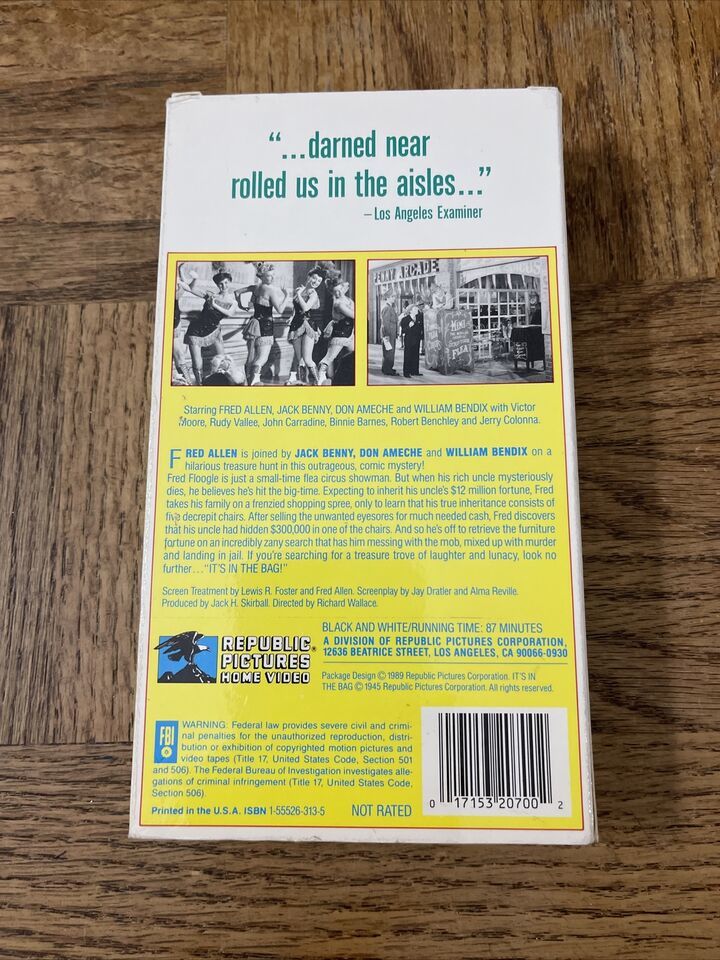 “...darned near
rolled us in the aisles...”
– Los Angeles Examiner
PENNY ARCADE
CIRCUS
FLEA
Starring FRED ALLEN, JACK BENNY, DON AMECHE and WILLIAM BENDIX with Victor
Moore, Rudy Vallee, John Carradine, Binnie Barnes, Robert Benchley and Jerry Colonna.
FRED ALLEN is joined by JACK BENNY, DON AMECHE and WILLIAM BENDIX on a
hilarious treasure hunt in this outrageous, comic mystery!
Fred Floogle is just a small-time flea circus showman. But when his rich uncle mysteriously
dies, he believes he's hit the big-time. Expecting to inherit his uncle's $12 million fortune, Fred
takes his family on a frenzied shopping spree, only to learn that his true inheritance consists of
five decrepit chairs. After selling the unwanted eyesores for much needed cash, Fred discovers
that his uncle had hidden $300,000 in one of the chairs. And so he's off to retrieve the furniture
fortune on an incredibly zany search that has him messing with the mob, mixed up with murder
and landing in jail. If you're searching for a treasure trove of laughter and lunacy, look no
further...“IT'S IN THE BAG!”
Screen Treatment by Lewis R. Foster and Fred Allen. Screenplay by Jay Dratler and Alma Reville.
Produced by Jack H. Skirball. Directed by Richard Wallace.
BLACK AND WHITE/RUNNING TIME: 87 MINUTES
A DIVISION OF REPUBLIC PICTURES CORPORATION,
12636 BEATRICE STREET, LOS ANGELES, CA 90066-0930
REPUBLIC®
PICTURES
HOME VIDEO
Package Design © 1989 Republic Pictures Corporation. IT'S IN
THE BAG © 1945 Republic Pictures Corporation. All rights reserved.
FBI
WARNING: Federal law provides severe civil and crimi-
nal penalties for the unauthorized reproduction, distri-
bution or exhibition of copyrighted motion pictures and
video tapes (Title 17, United States Code, Section 501
and 506). The Federal Bureau of Investigation investigates alle-
gations of criminal infringement (Title 17, United States Code,
Section 506).
Printed in the U.S.A. ISBN 1-55526-313-5
NOT RATED
0 17153 20700 2